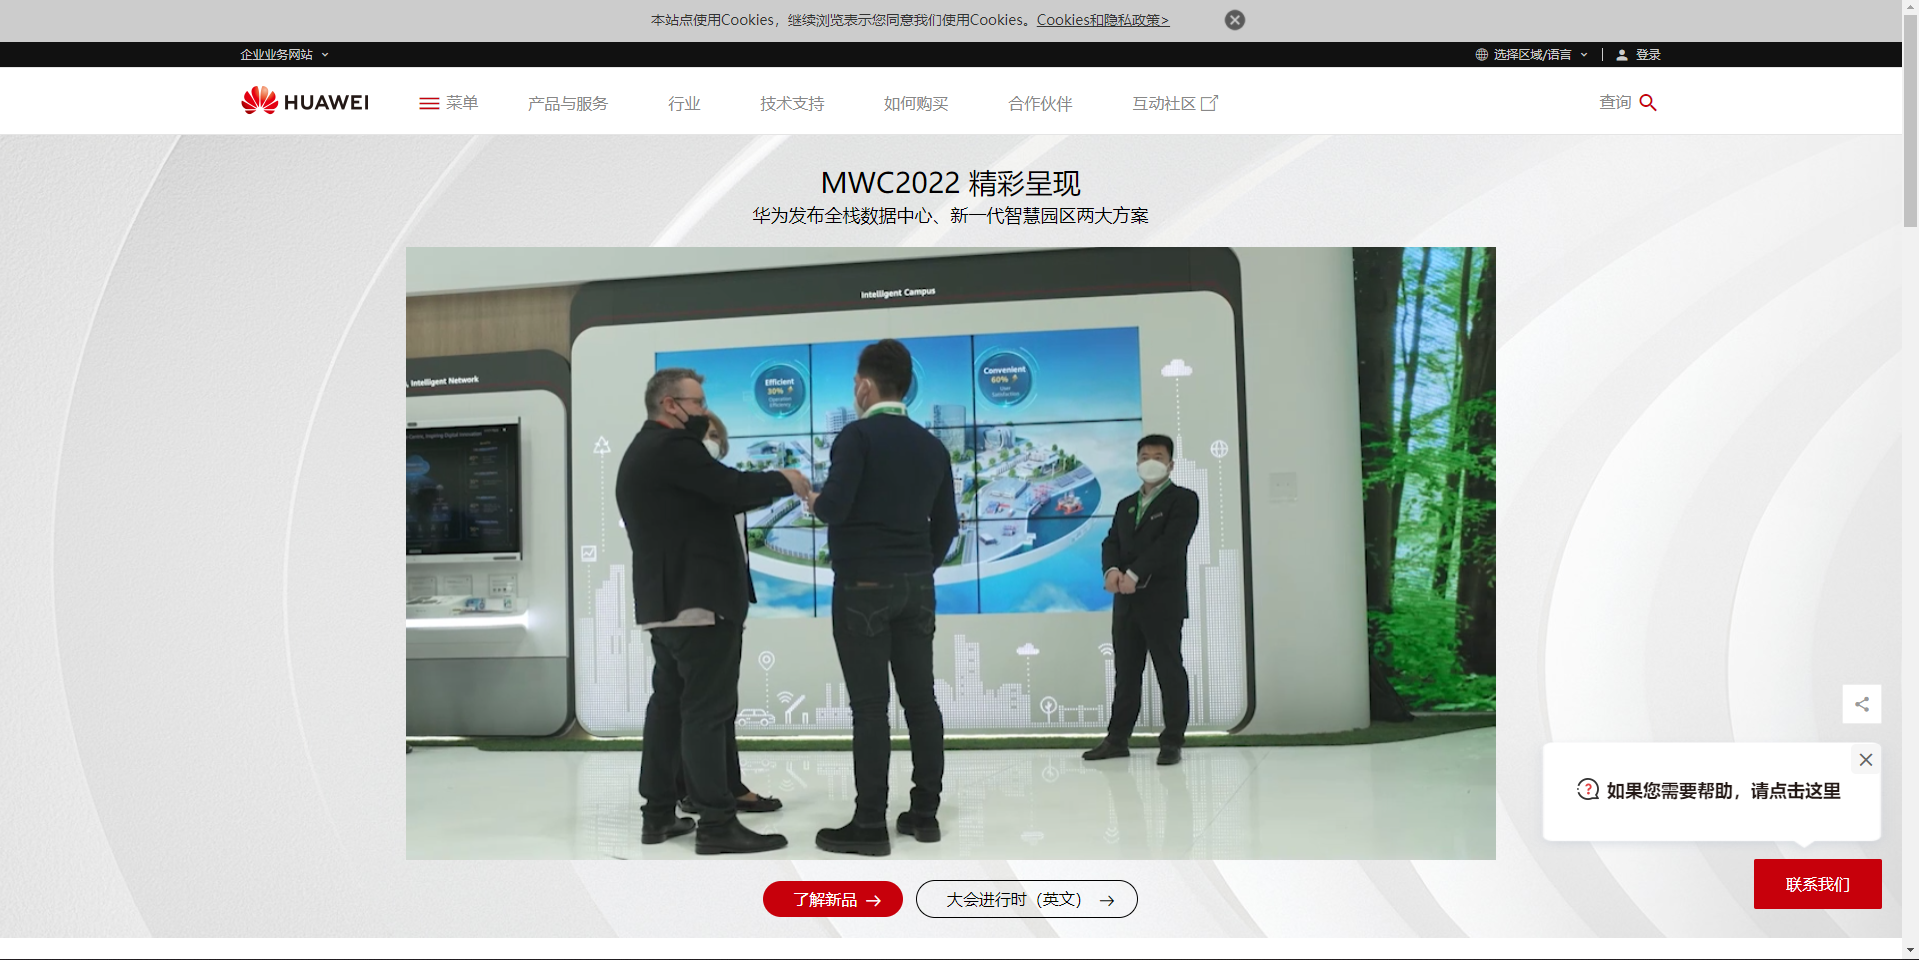 本站点使用Cookies，继续浏览表示您同意我们使用Cookies。 Cookies和隐私政策>
企业业务网站
选择区域/语言 | 登录
HUAWEI 菜单 产品与服务 行业 技术支持 如何购买 合作伙伴 互动社区 查询
MWC2022 精彩呈现
华为发布全栈数据中心、新一代智慧园区两大方案
Intelligent Campus
Intelligent Network
Efficient
30%
Operation
Efficiency
Convenient
60%
User
Satisfaction
如果您需要帮助，请点击这里
联系我们
了解新品
大会进行时（英文）